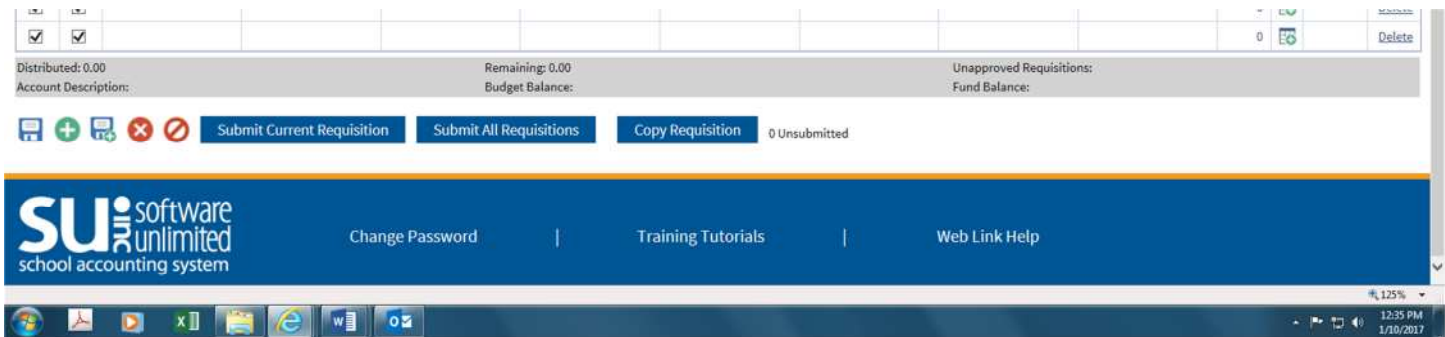 0 Delete
Distributed: 0.00 Remaining: 0.00 Unapproved Requisitions:
Account Description: Budget Balance: Fund Balance:
Submit Current Requisition Submit All Requisitions Copy Requisition 0 Unsubmitted
SUi inc software
unlimited
school accounting system
Change Password | Training Tutorials | Web Link Help
125%
12:35 PM
1/10/2017